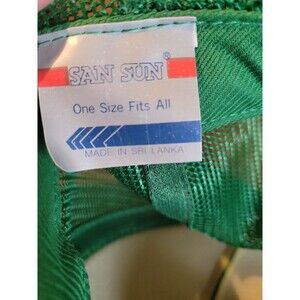 SAN SUN®
One Size Fits All
MADE IN SRI LANKA